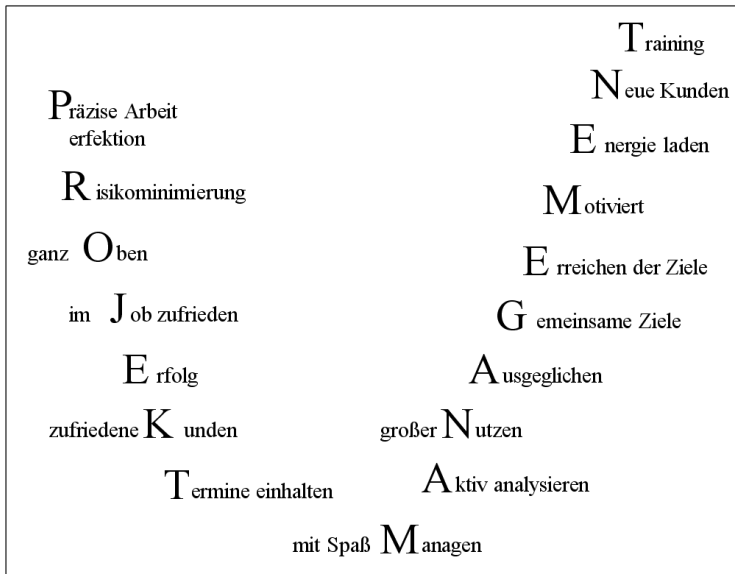 Präzise Arbeit
erfektion
Risikominimierung
ganz Oben
im Job zufrieden
Erfolg
zufriedene Kunden
Termine einhalten
mit Spaß Managen
Aktiv analysieren
großer Nutzen
Ausgeglichen
Gemeinsame Ziele
Erreichen der Ziele
Motiviert
Energie laden
Neue Kunden
Training